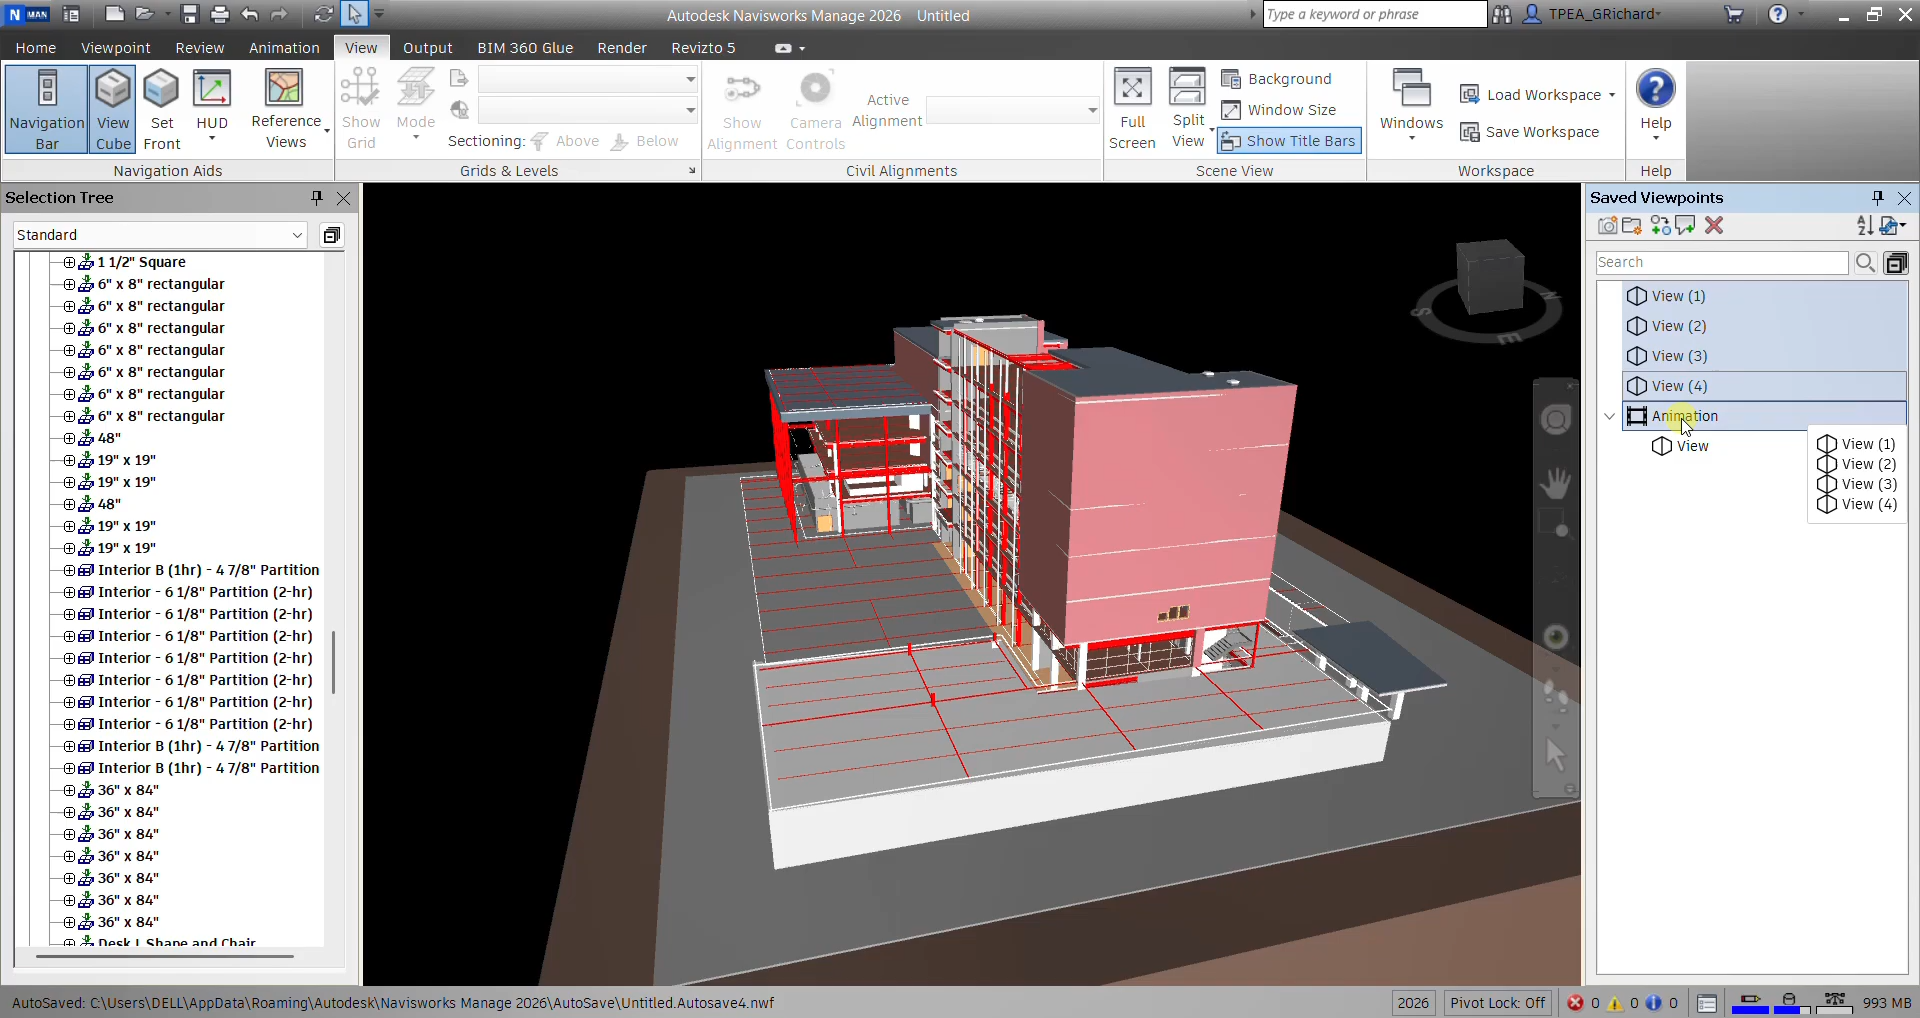 N MAN
Autodesk Navisworks Manage 2026 Untitled
Type a keyword or phrase
TPEA_GRichard
Home Viewpoint Review Animation View Output BIM 360 Glue Render Revizto 5
Navigation Bar
View Cube
Set Front
HUD
Reference Views
Navigation Aids
Show Grid
Mode
Sectioning: Above Below
Grids & Levels
Show Alignment
Camera Controls
Active Alignment
Civil Alignments
Full Screen
Split View
Background
Window Size
Show Title Bars
Scene View
Windows
Load Workspace
Save Workspace
Workspace
Help
Help
Selection Tree
Standard
1 1/2" Square
6" x 8" rectangular
6" x 8" rectangular
6" x 8" rectangular
6" x 8" rectangular
6" x 8" rectangular
6" x 8" rectangular
6" x 8" rectangular
48"
19" x 19"
19" x 19"
48"
19" x 19"
19" x 19"
Interior B (1hr) - 4 7/8" Partition
Interior - 6 1/8" Partition (2-hr)
Interior - 6 1/8" Partition (2-hr)
Interior - 6 1/8" Partition (2-hr)
Interior - 6 1/8" Partition (2-hr)
Interior - 6 1/8" Partition (2-hr)
Interior - 6 1/8" Partition (2-hr)
Interior - 6 1/8" Partition (2-hr)
Interior B (1hr) - 4 7/8" Partition
Interior B (1hr) - 4 7/8" Partition
36" x 84"
36" x 84"
36" x 84"
36" x 84"
36" x 84"
36" x 84"
36" x 84"
Desk L Shape and Chair
S N E
Saved Viewpoints
Search
View (1)
View (2)
View (3)
View (4)
Animation
View
View (1)
View (2)
View (3)
View (4)
AutoSaved: C:\Users\DELL\AppData\Roaming\Autodesk\Navisworks Manage 2026\AutoSave\Untitled.Autosave4.nwf
2026 Pivot Lock: Off 0 0 0 993 MB